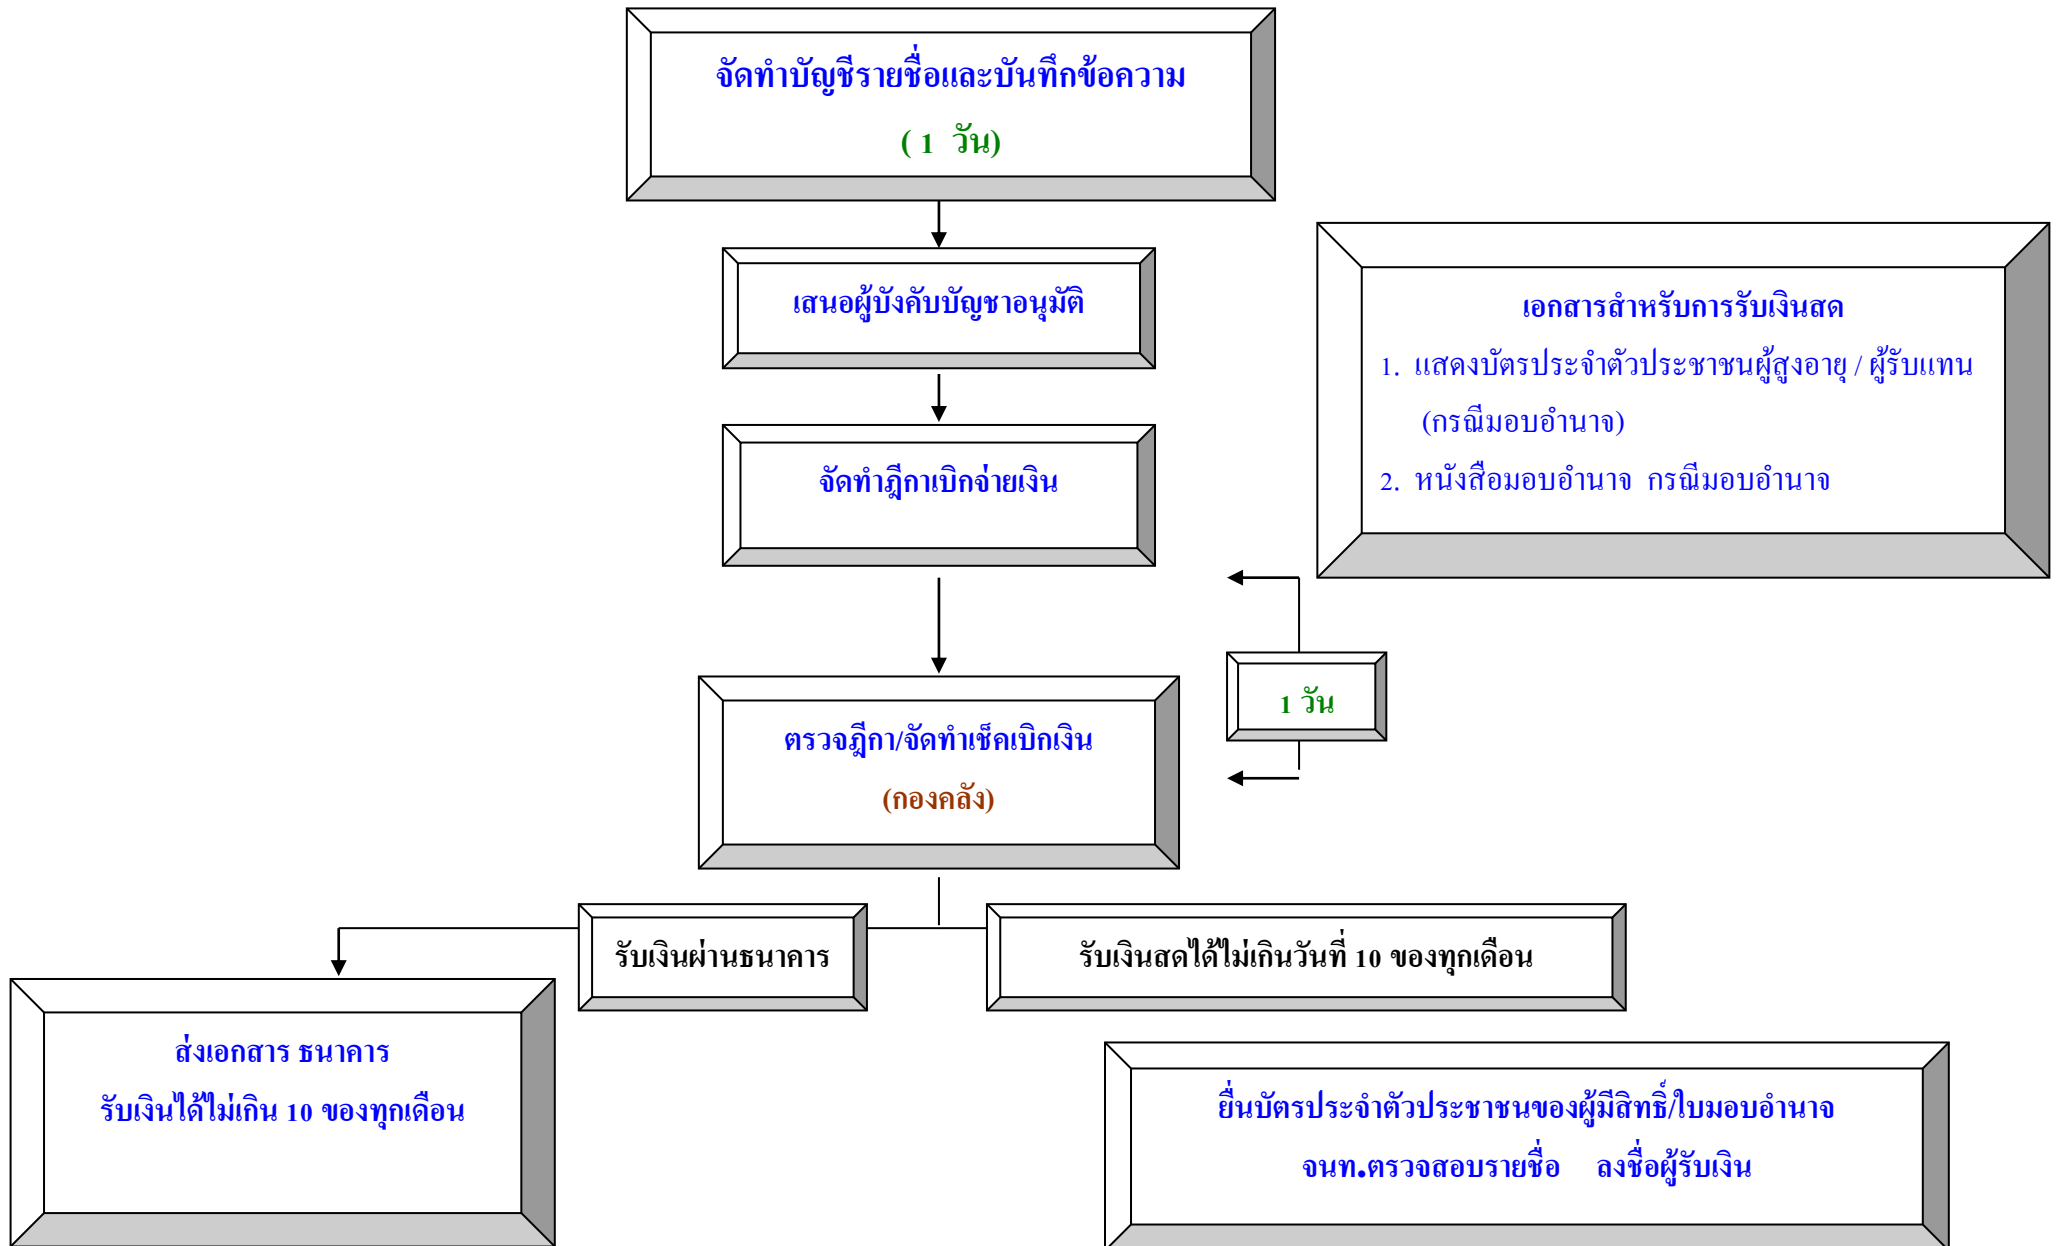 จัดทำบัญชีรายชื่อและบันทึกข้อความ
( 1 วัน)
เสนอผู้บังคับบัญชาอนุมัติ
เอกสารสำหรับการรับเงินสด
1. แสดงบัตรประจำตัวประชาชนผู้สูงอายุ / ผู้รับแทน
(กรณีมอบอำนาจ)
2. หนังสือมอบอำนาจ กรณีมอบอำนาจ
จัดทำฎีกาเบิกจ่ายเงิน
1 วัน
ตรวจฎีกา/จัดทำเช็คเบิกเงิน
(กองคลัง)
รับเงินผ่านธนาคาร
รับเงินสดได้ไม่เกินวันที่ 10 ของทุกเดือน
ส่งเอกสาร ธนาคาร
รับเงินได้ไม่เกิน 10 ของทุกเดือน
ยื่นบัตรประจำตัวประชาชนของผู้มีสิทธิ์/ใบมอบอำนาจ
จนท.ตรวจสอบรายชื่อ ลงชื่อผู้รับเงิน